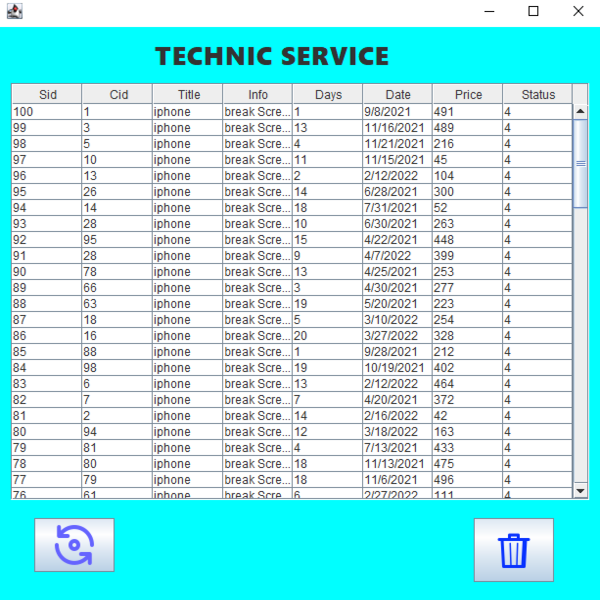 TECHNIC SERVICE
Sid Cid Title Info Days Date Price Status
100 1 iphone break Scre... 1 9/8/2021 491 4
99 3 iphone break Scre... 13 11/16/2021 489 4
98 5 iphone break Scre... 4 11/21/2021 216 4
97 10 iphone break Scre... 11 11/15/2021 45 4
96 13 iphone break Scre... 2 2/12/2022 104 4
95 26 iphone break Scre... 14 6/28/2021 300 4
94 14 iphone break Scre... 18 7/31/2021 52 4
93 28 iphone break Scre... 10 6/30/2021 263 4
92 95 iphone break Scre... 15 4/22/2021 448 4
91 28 iphone break Scre... 9 4/7/2022 399 4
90 78 iphone break Scre... 13 4/25/2021 253 4
89 66 iphone break Scre... 3 4/30/2021 277 4
88 63 iphone break Scre... 19 5/20/2021 223 4
87 18 iphone break Scre... 5 3/10/2022 254 4
86 16 iphone break Scre... 20 3/27/2022 328 4
85 88 iphone break Scre... 1 9/28/2021 212 4
84 98 iphone break Scre... 19 10/19/2021 402 4
83 6 iphone break Scre... 13 2/12/2022 464 4
82 7 iphone break Scre... 7 4/20/2021 372 4
81 2 iphone break Scre... 14 2/16/2022 42 4
80 94 iphone break Scre... 12 3/18/2022 163 4
79 81 iphone break Scre... 4 7/13/2021 433 4
78 80 iphone break Scre... 18 11/13/2021 475 4
77 79 iphone break Scre... 18 11/6/2021 496 4
76 61 iphone break Scre... 6 2/27/2022 111 4